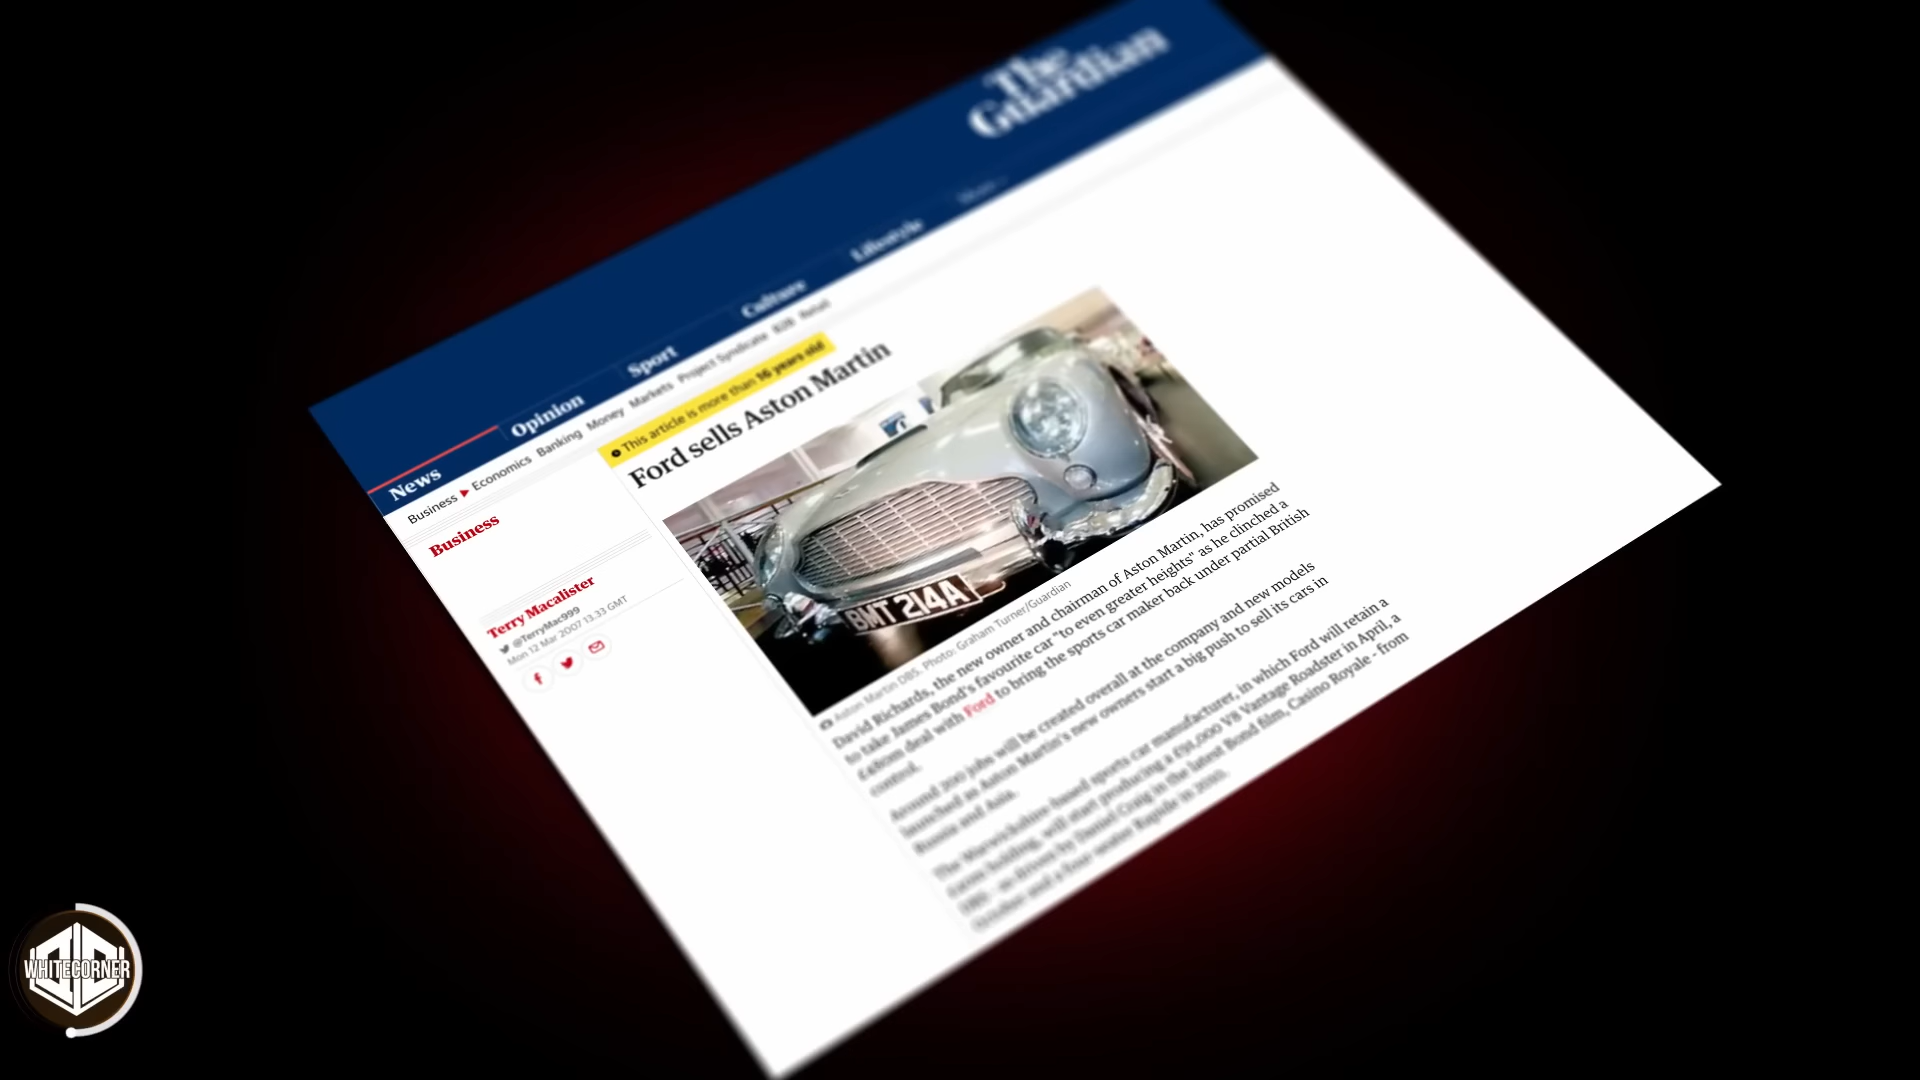 The
Guardian
News
Opinion
Sport
Culture
Lifestyle
Business
Economics
Banking
Money
Markets
Project Syndicate
B2B
Retail
Business
This article is more than 16 years old
Ford sells Aston Martin
Terry Macalister
@TerryMac999
Mon 12 Mar 2007 13.33 GMT
BMT 214A
Aston Martin DB5. Photo: Graham Turner/Guardian
David Richards, the new owner and chairman of Aston Martin, has promised
to take James Bond's favourite car "to even greater heights" as he clinched a
£480m deal with Ford to bring the sports car maker back under partial British
control.
Around 200 jobs will be created overall at the company and new models
launched as Aston Martin's new owners start a big push to sell its cars in
Russia and Asia.
The Warwickshire-based sports car manufacturer, in which Ford will retain a
holding, will start producing a £91,000 V8 Vantage Roadster in April, a
DBS - as driven by Daniel Craig in the latest Bond film, Casino Royale - from
October and a four-seater Rapide in 2010.
WHITECORNER